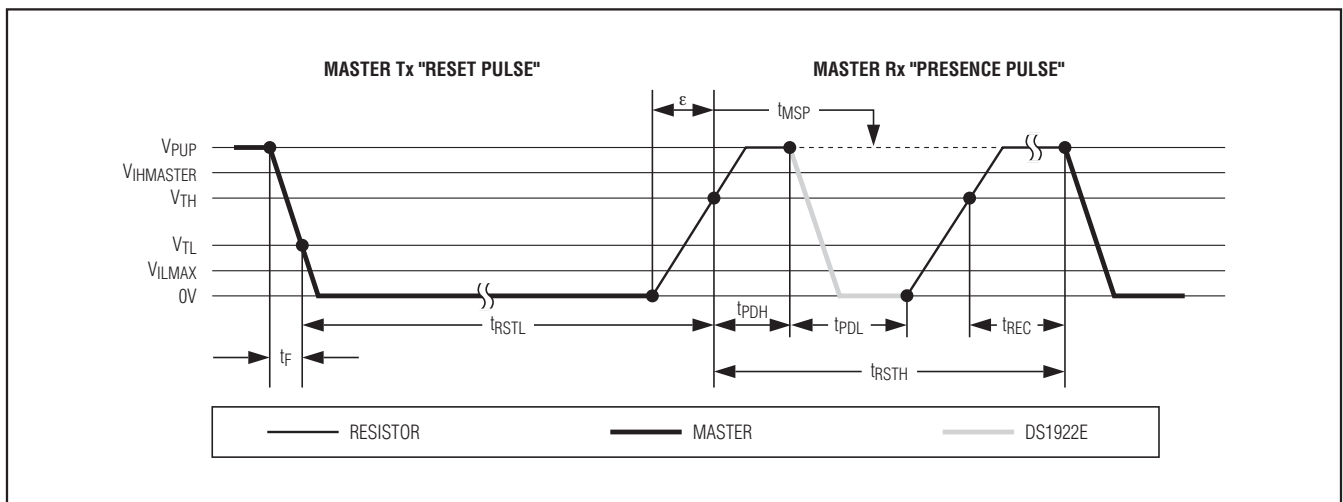 MASTER Tx "RESET PULSE"
MASTER Rx "PRESENCE PULSE"
ε
tMSP
VPUP
VIHMASTER
VTH
VTL
VILMAX
0V
tRSTL
tPDH
tPDL
tREC
tF
tRSTH
RESISTOR
MASTER
DS1922E